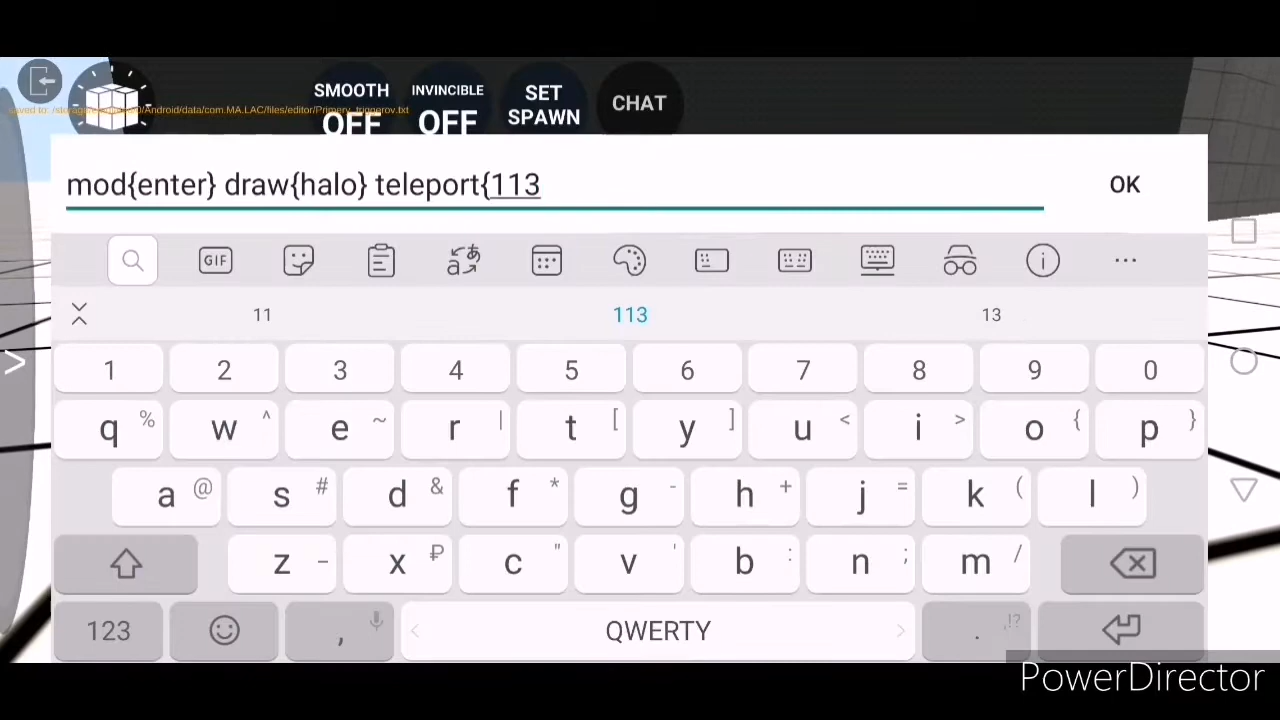 SMOOTH
OFF
INVINCIBLE
OFF
SET
SPAWN
CHAT
mod{enter} draw{halo} teleport{113
OK
GIF
11
113
13
1 2 3 4 5 6 7 8 9 0
q % w ^ e ~ r | t [ y ] u < i > o { p }
a @ s # d & f * g - h + j = k ( l )
z – x ₽ c " v ' b : n ; m /
123 , QWERTY . ,!?
PowerDirector